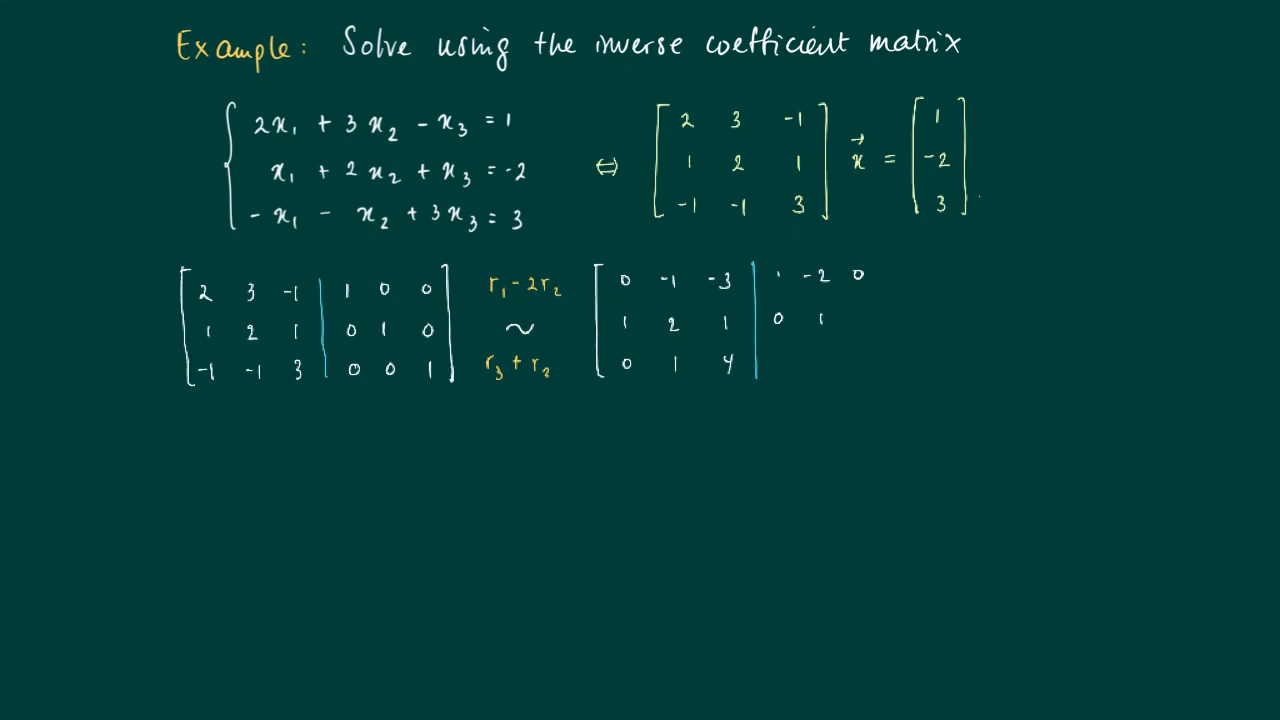 Example: Solve using the inverse coefficient matrix
2x₁ + 3x₂ - x₃ = 1
x₁ + 2x₂ + x₃ = -2
- x₁ - x₂ + 3x₃ = 3
⇔
2 3 -1
1 2 1
-1 -1 3
x⃗ =
1
-2
3
2 3 -1 | 1 0 0
1 2 1 | 0 1 0
-1 -1 3 | 0 0 1
r₁ - 2r₂
~
r₃ + r₂
0 -1 -3 | 1 -2 0
1 2 1 | 0 1
0 1 4 |